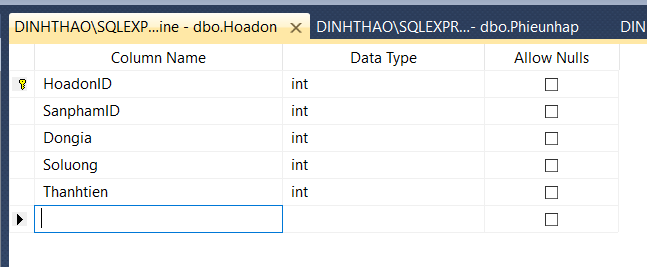 DINHTHAO\SQLEXP...ine - dbo.Hoadon DINHTHAO\SQLEXPR...- dbo.Phieunhap DIN
Column Name Data Type Allow Nulls
HoadonID int
SanphamID int
Dongia int
Soluong int
Thanhtien int